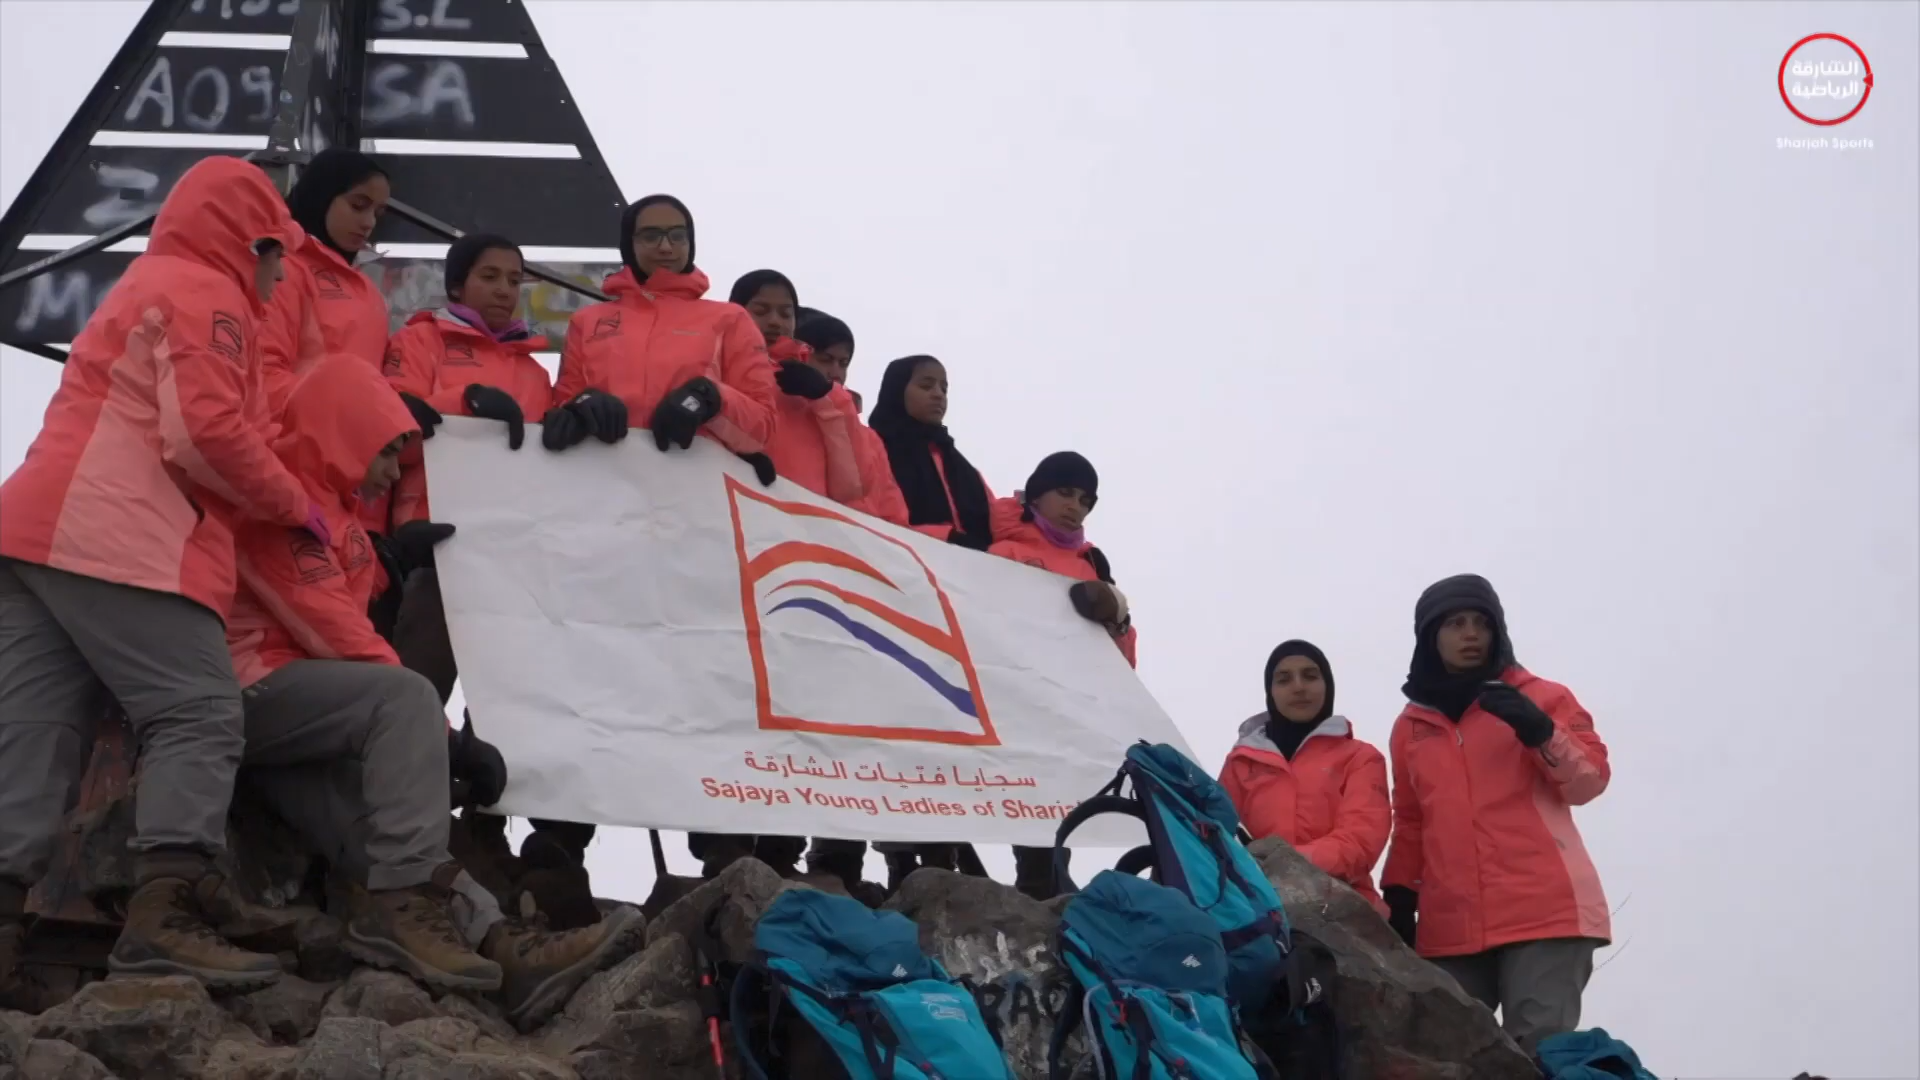 S.L
A09
SA
الشارقة
الرياضية
Sharjah Sports
سجايا فتيات الشارقة
Sajaya Young Ladies of Sharja